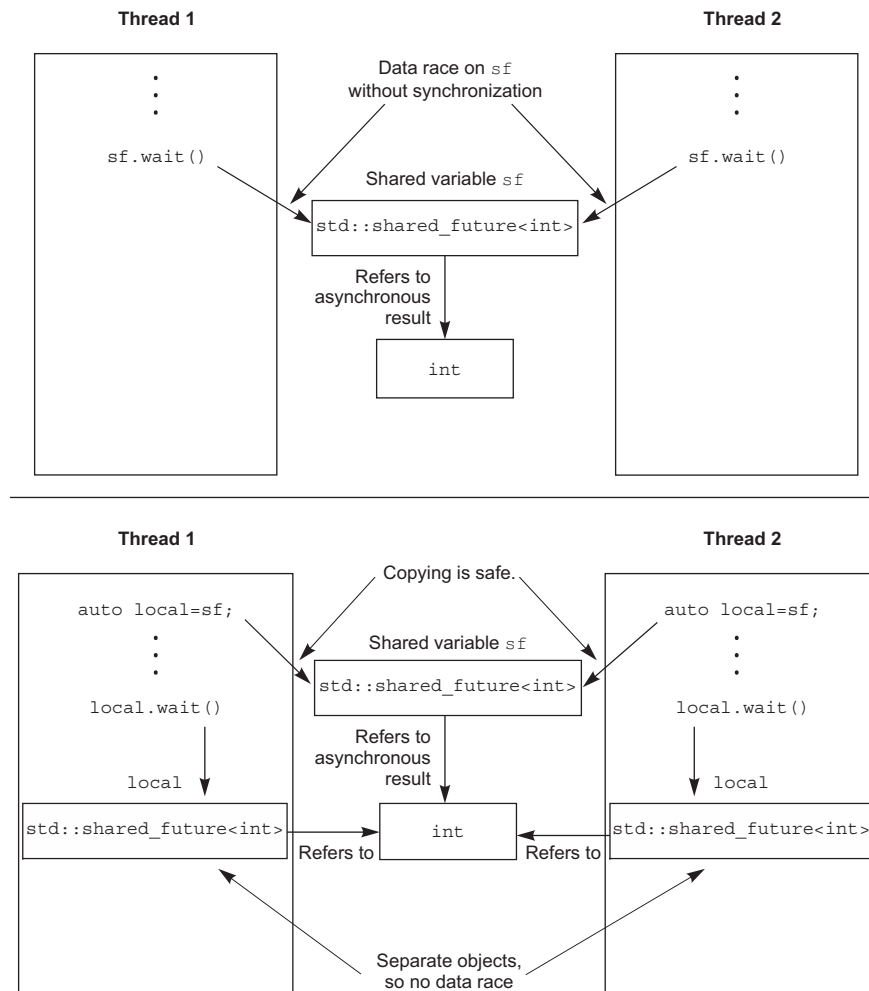 Thread 1
Thread 2
Data race on sf
without synchronization
sf.wait()
sf.wait()
Shared variable sf
std::shared_future<int>
Refers to
asynchronous
result
int
Thread 1
Thread 2
Copying is safe.
auto local=sf;
auto local=sf;
Shared variable sf
std::shared_future<int>
local.wait()
local.wait()
Refers to
asynchronous
result
local
local
std::shared_future<int>
int
std::shared_future<int>
Refers to
Refers to
Separate objects,
so no data race